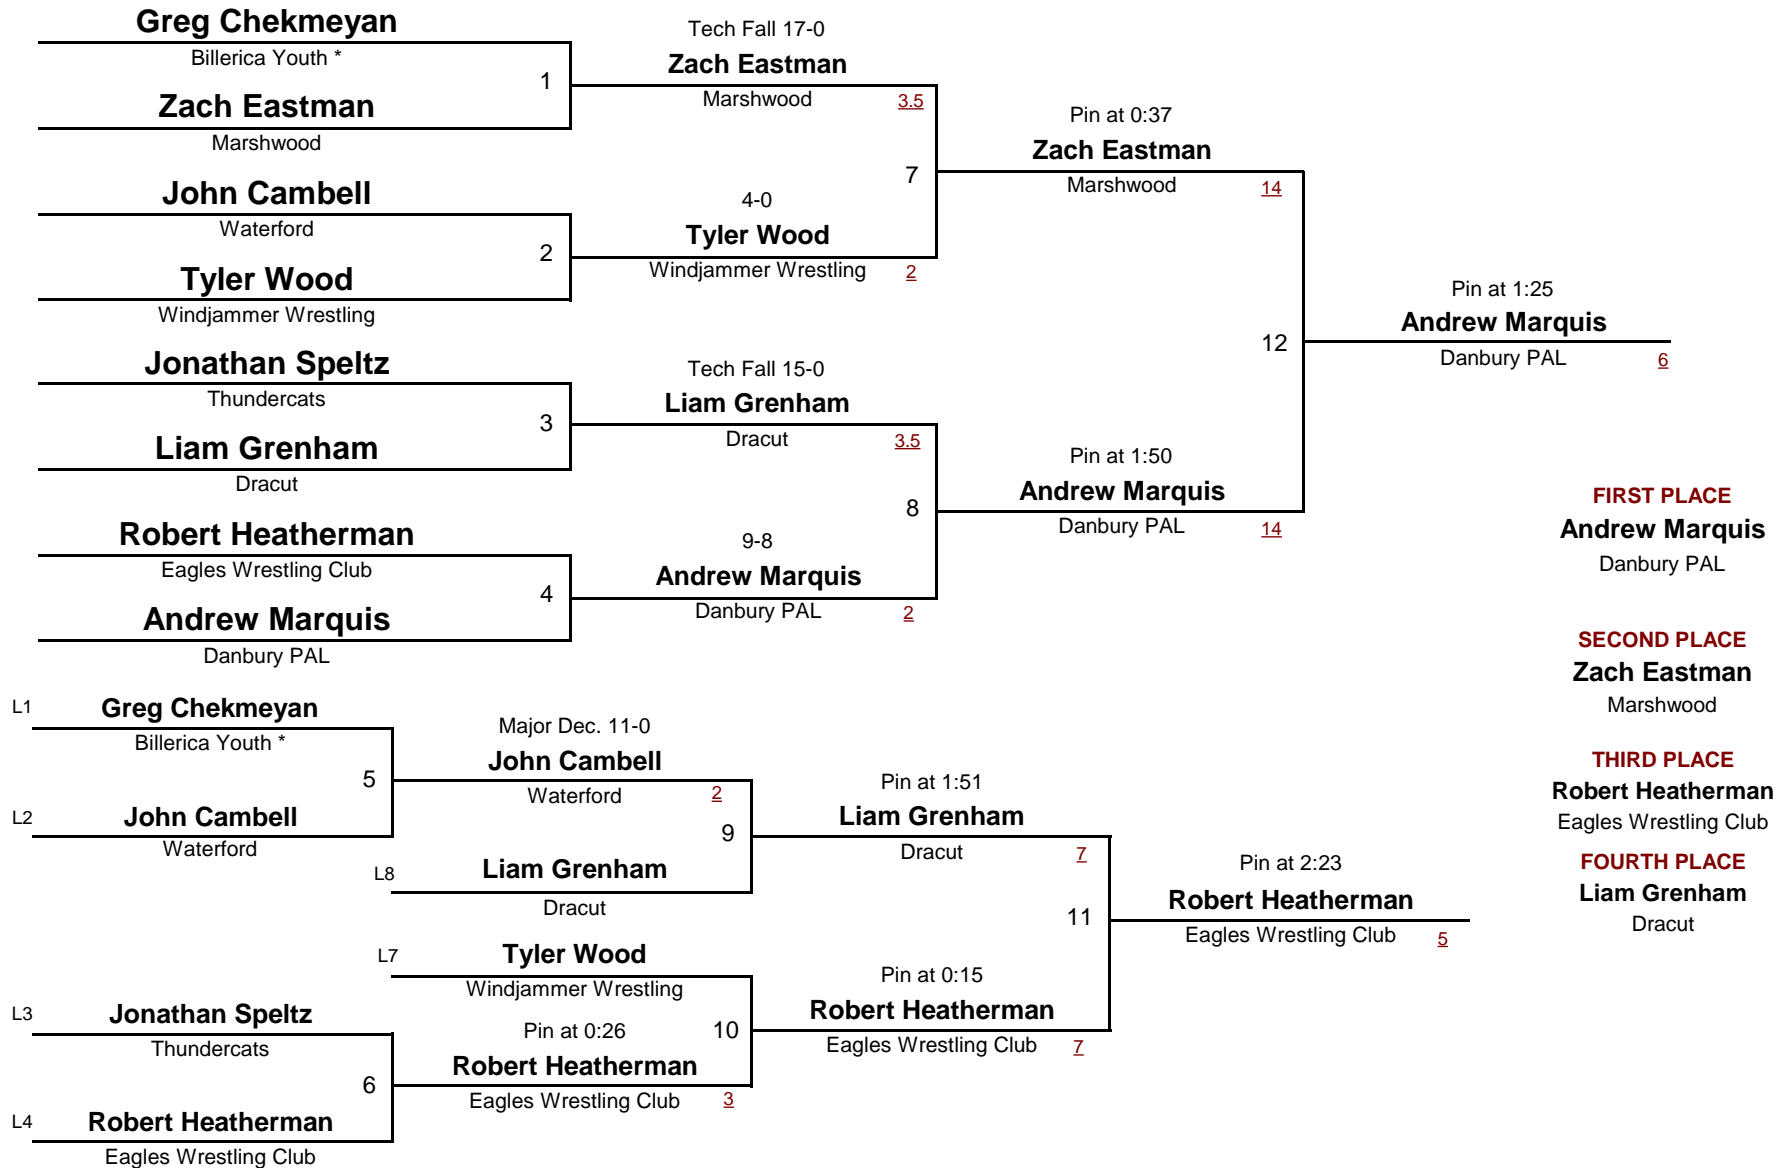 Greg Chekmeyan
Billerica Youth *
1
Zach Eastman
Marshwood
Tech Fall 17-0
Zach Eastman
Marshwood
3.5
John Cambell
Waterford
2
Tyler Wood
Windjammer Wrestling
4-0
Tyler Wood
Windjammer Wrestling
2
7
Pin at 0:37
Zach Eastman
Marshwood
14
Jonathan Speltz
Thundercats
3
Liam Grenham
Dracut
Tech Fall 15-0
Liam Grenham
Dracut
3.5
Robert Heatherman
Eagles Wrestling Club
4
Andrew Marquis
Danbury PAL
9-8
Andrew Marquis
Danbury PAL
2
8
Pin at 1:50
Andrew Marquis
Danbury PAL
14
12
Pin at 1:25
Andrew Marquis
Danbury PAL
6
FIRST PLACE
Andrew Marquis
Danbury PAL
SECOND PLACE
Zach Eastman
Marshwood
THIRD PLACE
Robert Heatherman
Eagles Wrestling Club
FOURTH PLACE
Liam Grenham
Dracut
L1
Greg Chekmeyan
Billerica Youth *
5
L2
John Cambell
Waterford
Major Dec. 11-0
John Cambell
Waterford
2
9
L8
Liam Grenham
Dracut
Pin at 1:51
Liam Grenham
Dracut
7
L7
Tyler Wood
Windjammer Wrestling
L3
Jonathan Speltz
Thundercats
6
L4
Robert Heatherman
Eagles Wrestling Club
Pin at 0:26
Robert Heatherman
Eagles Wrestling Club
3
10
Pin at 0:15
Robert Heatherman
Eagles Wrestling Club
7
11
Pin at 2:23
Robert Heatherman
Eagles Wrestling Club
5